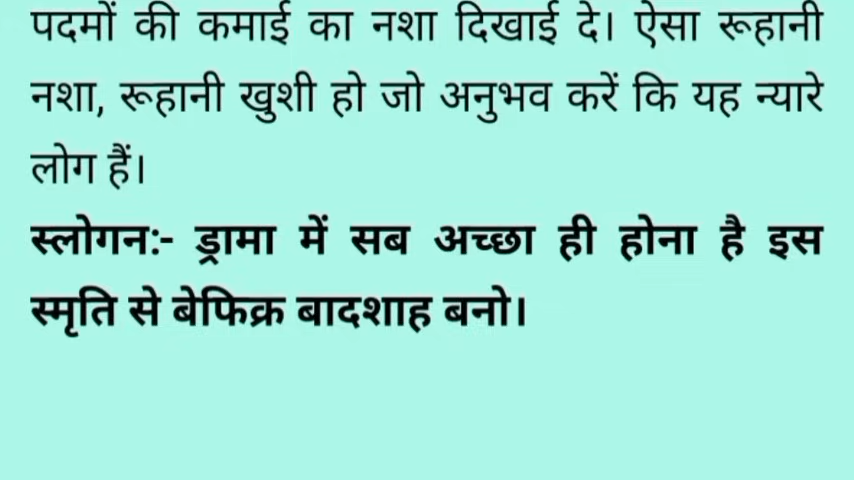 पदमों की कमाई का नशा दिखाई दे। ऐसा रूहानी
नशा, रूहानी खुशी हो जो अनुभव करें कि यह न्यारे
लोग हैं।
स्लोगन:- ड्रामा में सब अच्छा ही होना है इस
स्मृति से बेफिक्र बादशाह बनो।